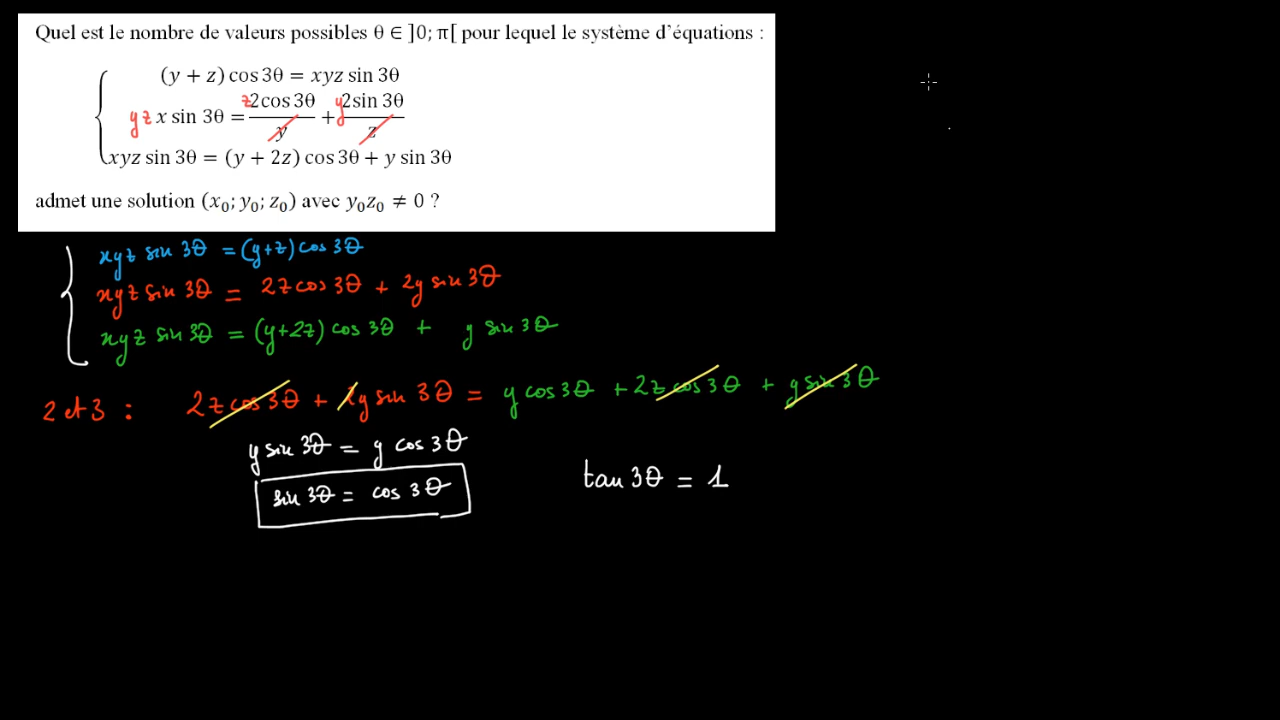 Quel est le nombre de valeurs possibles θ ∈ ]0; π[ pour lequel le système d'équations :
(y + z) cos 3θ = xyz sin 3θ
yz x sin 3θ = z 2 cos 3θ / y + y 2 sin 3θ / z
xyz sin 3θ = (y + 2z) cos 3θ + y sin 3θ
admet une solution (x₀; y₀; z₀) avec y₀z₀ ≠ 0 ?
xyz sin 3θ = (y+z) cos 3θ
xyz sin 3θ = 2z cos 3θ + 2y sin 3θ
xyz sin 3θ = (y+2z) cos 3θ + y sin 3θ
2 et 3 : 2z cos 3θ + 2y sin 3θ = y cos 3θ + 2z cos 3θ + y sin 3θ
y sin 3θ = y cos 3θ
sin 3θ = cos 3θ tan 3θ = 1